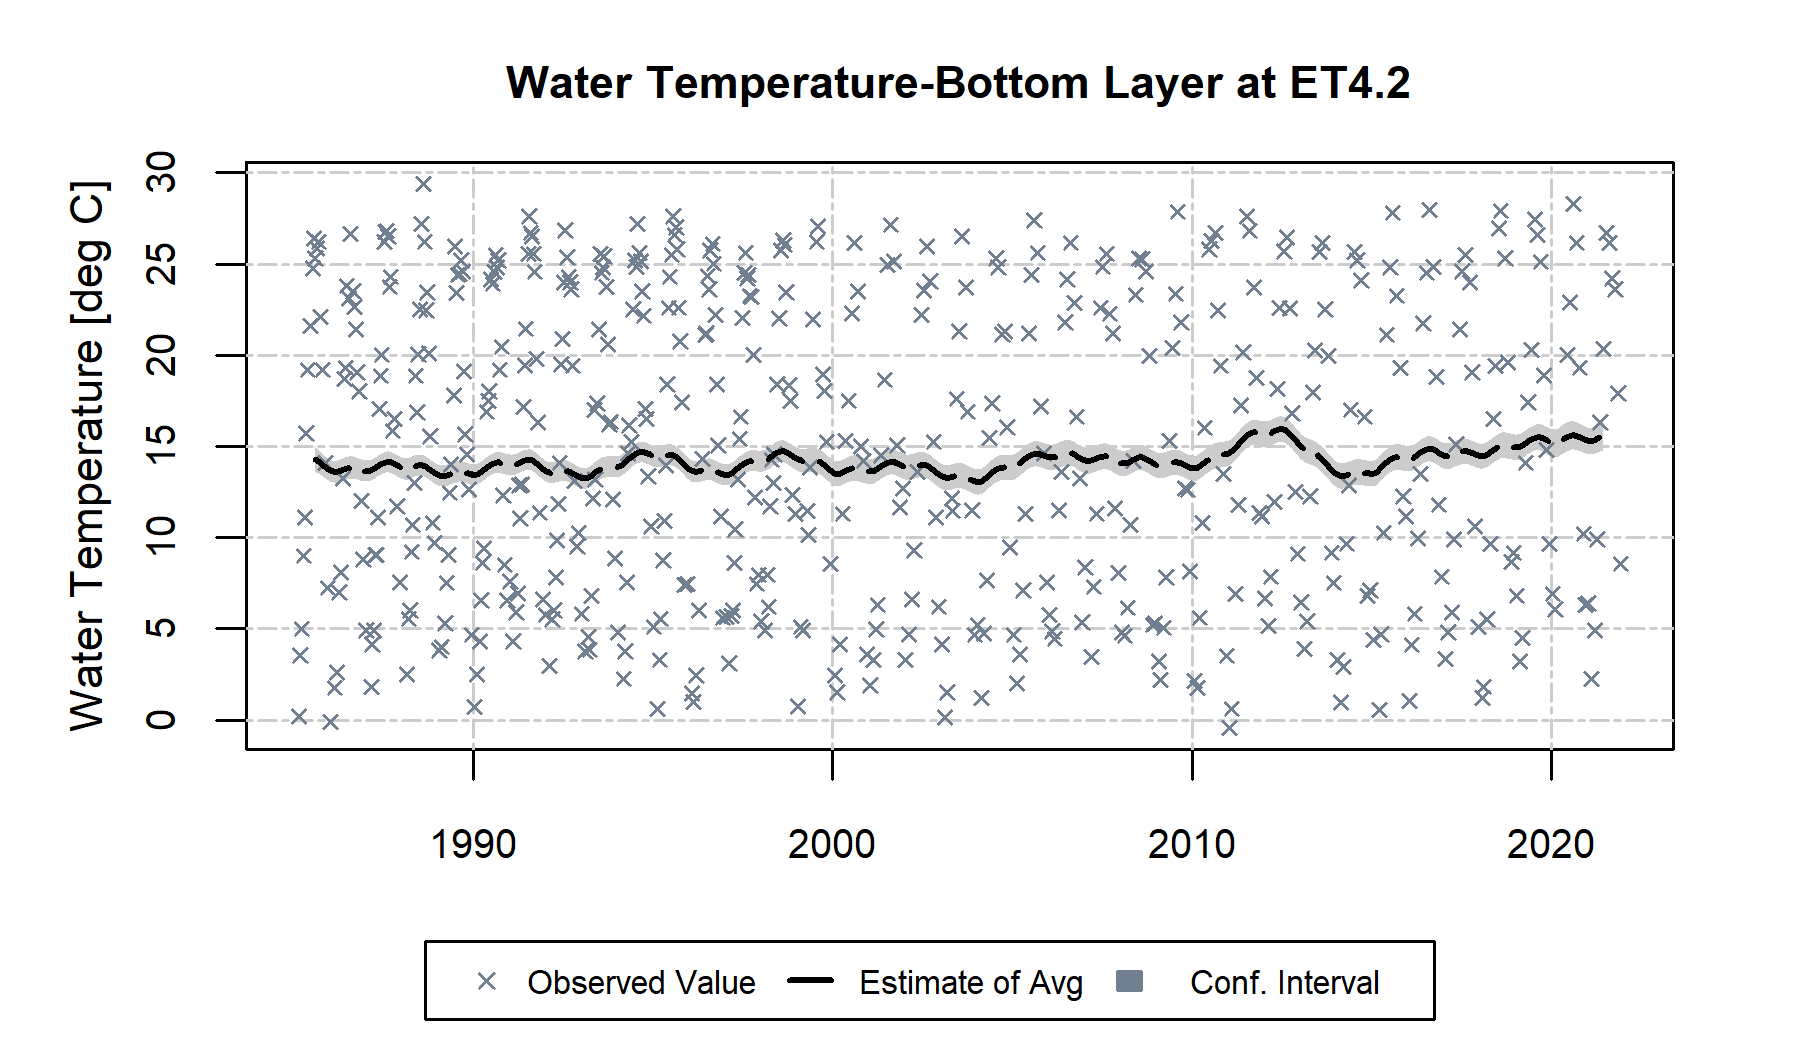 Water Temperature-Bottom Layer at ET4.2
Water Temperature [deg C]
30
25
20
15
10
5
0
1990 2000 2010 2020
Observed Value Estimate of Avg Conf. Interval